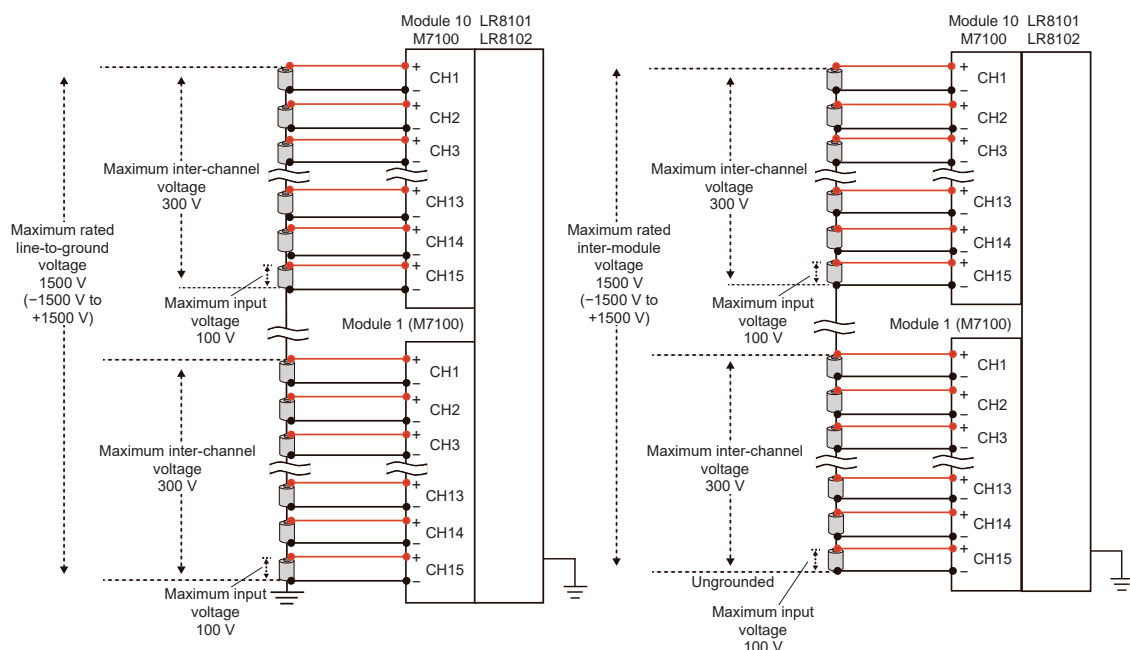 Module 10 LR8101
M7100 LR8102
+
CH1
−
+
CH2
−
+
CH3
−
+
CH13
−
+
CH14
−
+
CH15
−
Maximum inter-channel
voltage
300 V
Maximum rated
line-to-ground
voltage
1500 V
(−1500 V to
+1500 V)
Maximum input
voltage
100 V
Module 1 (M7100)
+
CH1
−
+
CH2
−
+
CH3
−
+
CH13
−
+
CH14
−
+
CH15
−
Maximum inter-channel
voltage
300 V
Maximum input
voltage
100 V
Module 10 LR8101
M7100 LR8102
+
CH1
−
+
CH2
−
+
CH3
−
+
CH13
−
+
CH14
−
+
CH15
−
Maximum inter-channel
voltage
300 V
Maximum rated
inter-module
voltage
1500 V
(−1500 V to
+1500 V)
Maximum input
voltage
100 V
Module 1 (M7100)
+
CH1
−
+
CH2
−
+
CH3
−
+
CH13
−
+
CH14
−
+
CH15
−
Maximum inter-channel
voltage
300 V
Ungrounded
Maximum input
voltage
100 V